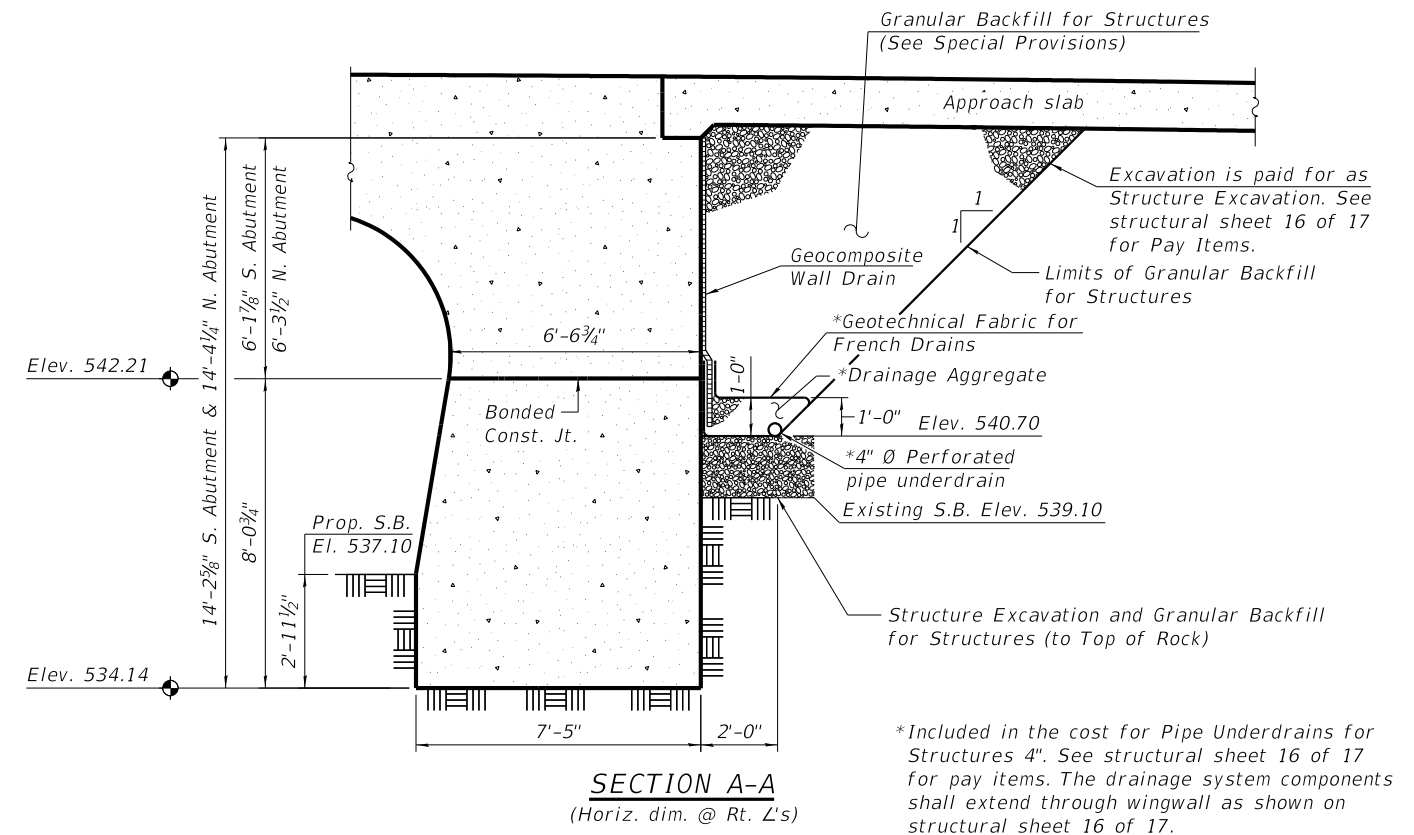 Granular Backfill for Structures
(See Special Provisions)
Approach slab
Excavation is paid for as
Structure Excavation. See
structural sheet 16 of 17
for Pay Items.
1
1
Limits of Granular Backfill
for Structures
Geocomposite
Wall Drain
*Geotechnical Fabric for
French Drains
*Drainage Aggregate
1'-0"
1'-0"
Elev. 540.70
*4" Ø Perforated
pipe underdrain
Existing S.B. Elev. 539.10
Structure Excavation and Granular Backfill
for Structures (to Top of Rock)
14'-2⅝" S. Abutment & 14'-4¼" N. Abutment
6'-1⅞" S. Abutment
6'-3½" N. Abutment
6'-6¾"
Elev. 542.21
Bonded
Const. Jt.
8'-0¾"
Prop. S.B.
El. 537.10
2'-11½"
Elev. 534.14
7'-5"
2'-0"
SECTION A-A
(Horiz. dim. @ Rt. ∠'s)
*Included in the cost for Pipe Underdrains for
Structures 4". See structural sheet 16 of 17
for pay items. The drainage system components
shall extend through wingwall as shown on
structural sheet 16 of 17.